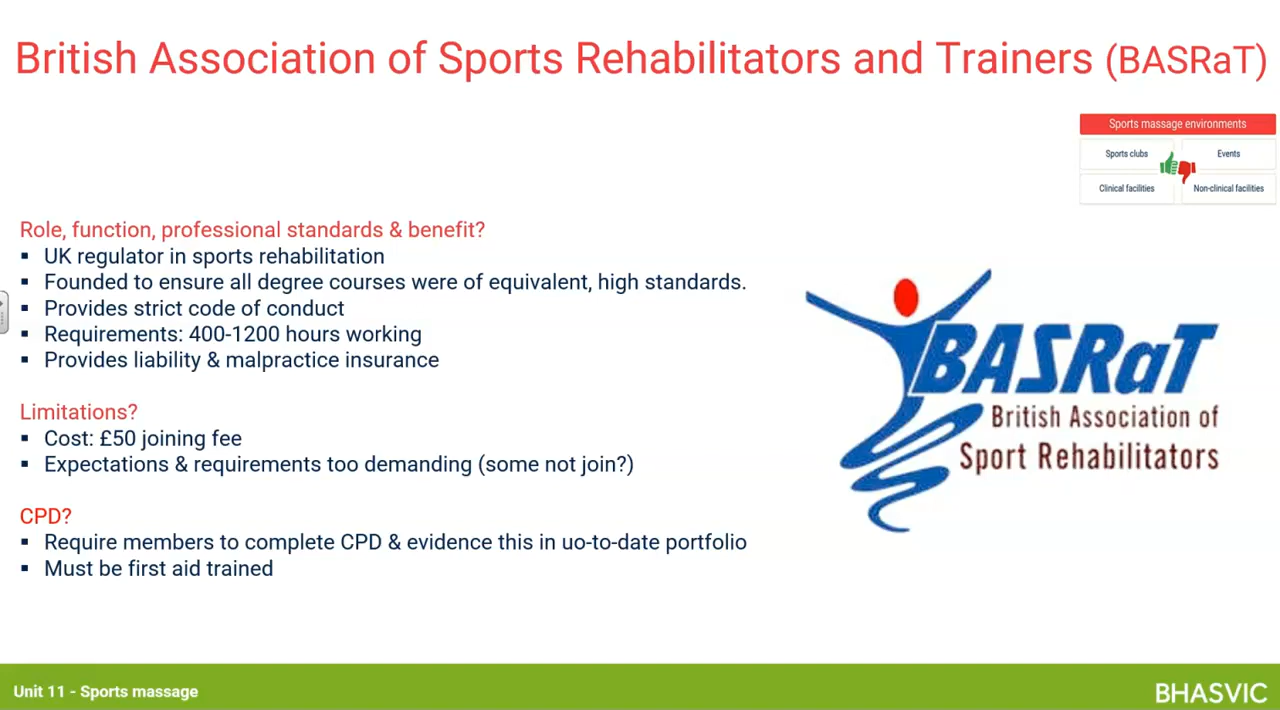 British Association of Sports Rehabilitators and Trainers (BASRaT)
Sports massage environments
Sports clubs
Events
Clinical facilities
Non-clinical facilities
Role, function, professional standards & benefit?
▪ UK regulator in sports rehabilitation
▪ Founded to ensure all degree courses were of equivalent, high standards.
▪ Provides strict code of conduct
▪ Requirements: 400-1200 hours working
▪ Provides liability & malpractice insurance
Limitations?
▪ Cost: £50 joining fee
▪ Expectations & requirements too demanding (some not join?)
CPD?
▪ Require members to complete CPD & evidence this in uo-to-date portfolio
▪ Must be first aid trained
BASRaT
British Association of
Sport Rehabilitators
Unit 11 - Sports massage
BHASVIC